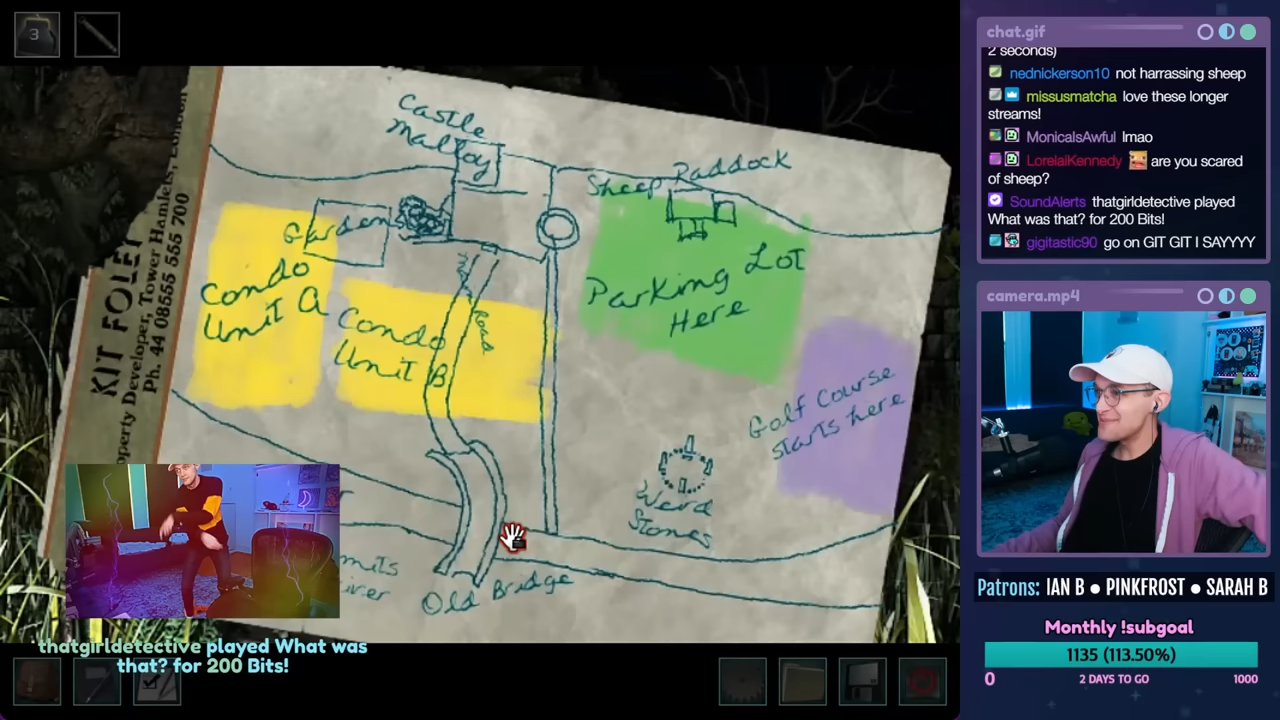 3
KIT FOLEY
Property Developer, Tower Hamlets, London
Ph. 44 08555 555 700
Castle
Malloy
Sheep Paddock
Garden
Condo
Unit A
Condo
Unit B
Road
Parking Lot
Here
Golf Course
starts here
Weird
Stones
Old Bridge
thatgirldetective played What was
that? for 200 Bits!
chat.gif
2 seconds)
nednickerson10 not harrassing sheep
missusmatcha love these longer
streams!
MonicaIsAwful lmao
LorelaiKennedy are you scared
of sheep?
SoundAlerts thatgirldetective played
What was that? for 200 Bits!
gigitastic90 go on GIT GIT I SAYYYY
camera.mp4
Patrons: IAN B ● PINKFROST ● SARAH B
Monthly !subgoal
1135 (113.50%)
0 2 DAYS TO GO 1000